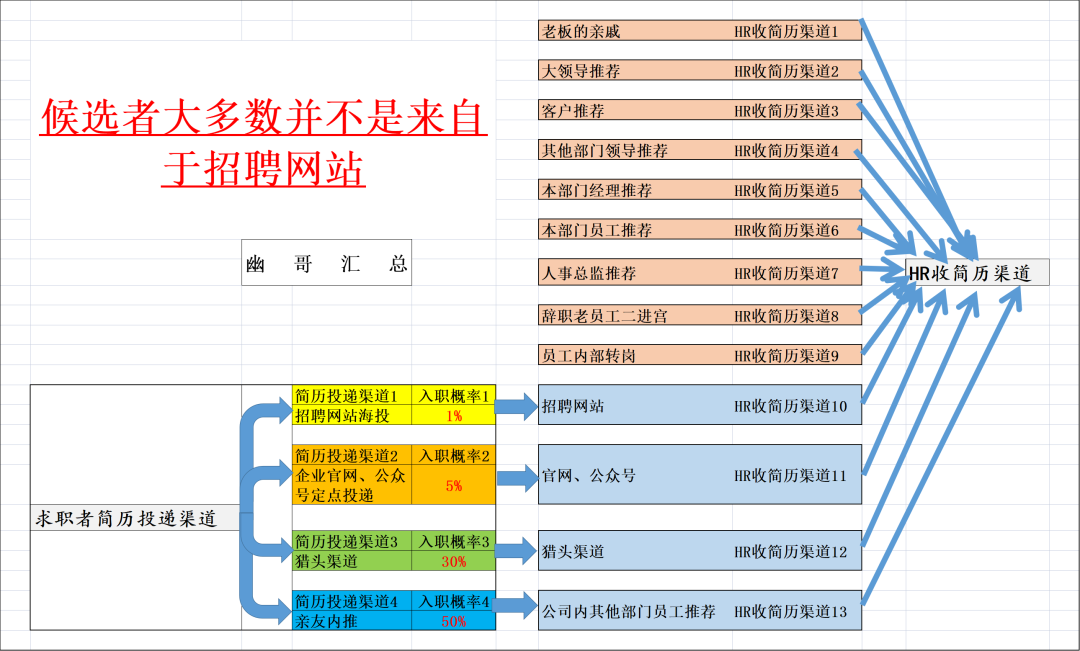 候选者大多数并不是来自
于招聘网站
幽哥汇总
老板的亲戚 HR收简历渠道1
大领导推荐 HR收简历渠道2
客户推荐 HR收简历渠道3
其他部门领导推荐 HR收简历渠道4
本部门经理推荐 HR收简历渠道5
本部门员工推荐 HR收简历渠道6
人事总监推荐 HR收简历渠道7
辞职老员工二进宫 HR收简历渠道8
员工内部转岗 HR收简历渠道9
HR收简历渠道
求职者简历投递渠道
简历投递渠道1 入职概率1
招聘网站海投 1%
招聘网站 HR收简历渠道10
简历投递渠道2 入职概率2
企业官网、公众
号定点投递
5%
官网、公众号 HR收简历渠道11
简历投递渠道3 入职概率3
猎头渠道 30%
猎头渠道 HR收简历渠道12
简历投递渠道4 入职概率4
亲友内推 50%
公司内其他部门员工推荐 HR收简历渠道13